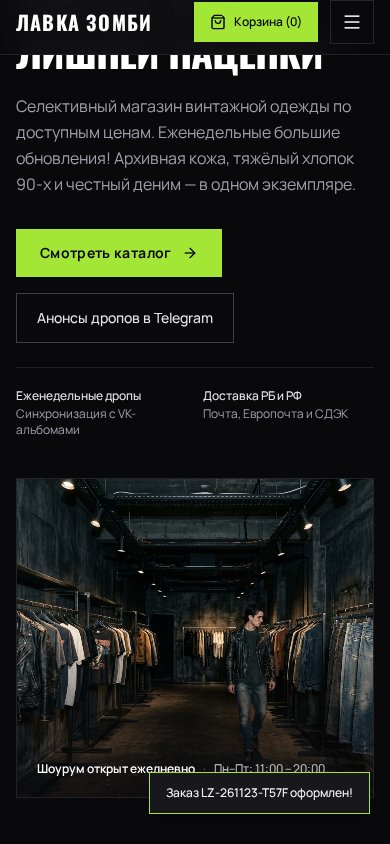 ЛАВКА ЗОМБИ
Корзина (0)
ЛИШНЕЙ НАЦЕНКИ
Селективный магазин винтажной одежды по
доступным ценам. Еженедельные большие
обновления! Архивная кожа, тяжёлый хлопок
90-х и честный деним — в одном экземпляре.
Смотреть каталог
Анонсы дропов в Telegram
Еженедельные дропы
Синхронизация с VK-
альбомами
Доставка РБ и РФ
Почта, Европочта и СДЭК
Шоурум открыт ежедневно · Пн–Пт: 11:00 – 20:00
Заказ LZ-261123-T57F оформлен!